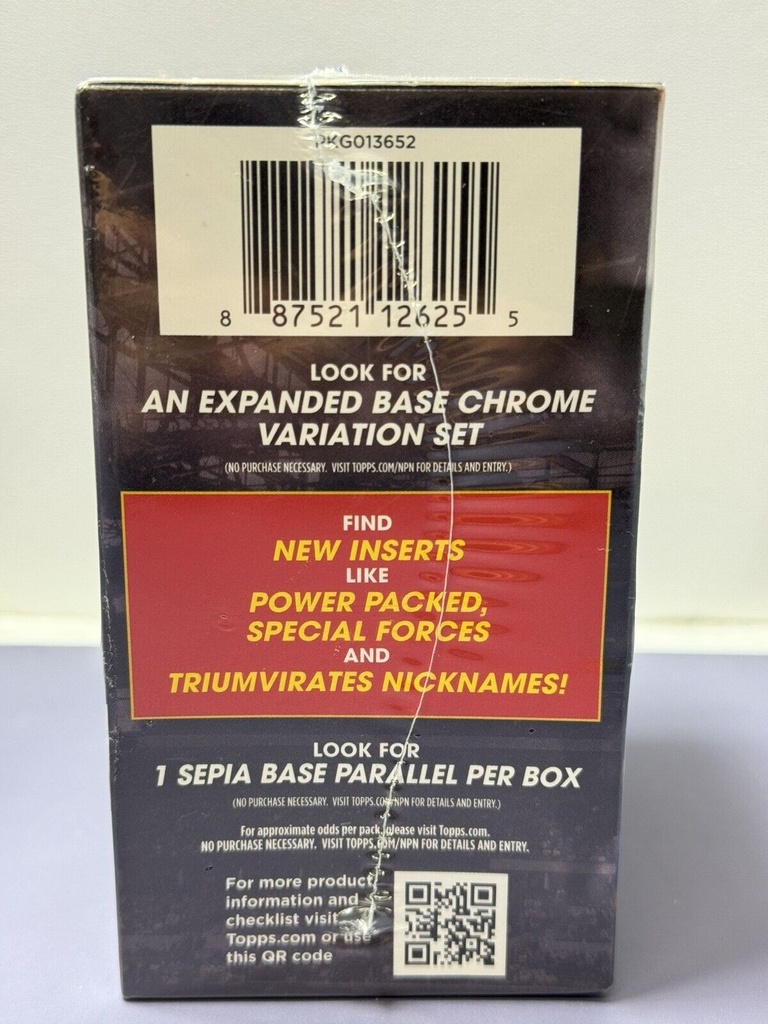 PKG013652
8 87521 12625 5
LOOK FOR
AN EXPANDED BASE CHROME
VARIATION SET
(NO PURCHASE NECESSARY. VISIT TOPPS.COM/NPN FOR DETAILS AND ENTRY.)
FIND
NEW INSERTS
LIKE
POWER PACKED,
SPECIAL FORCES
AND
TRIUMVIRATES NICKNAMES!
LOOK FOR
1 SEPIA BASE PARALLEL PER BOX
(NO PURCHASE NECESSARY. VISIT TOPPS.COM/NPN FOR DETAILS AND ENTRY.)
For approximate odds per pack, please visit Topps.com.
NO PURCHASE NECESSARY. VISIT TOPPS.COM/NPN FOR DETAILS AND ENTRY.
For more product
information and
checklist visit
Topps.com or use
this QR code